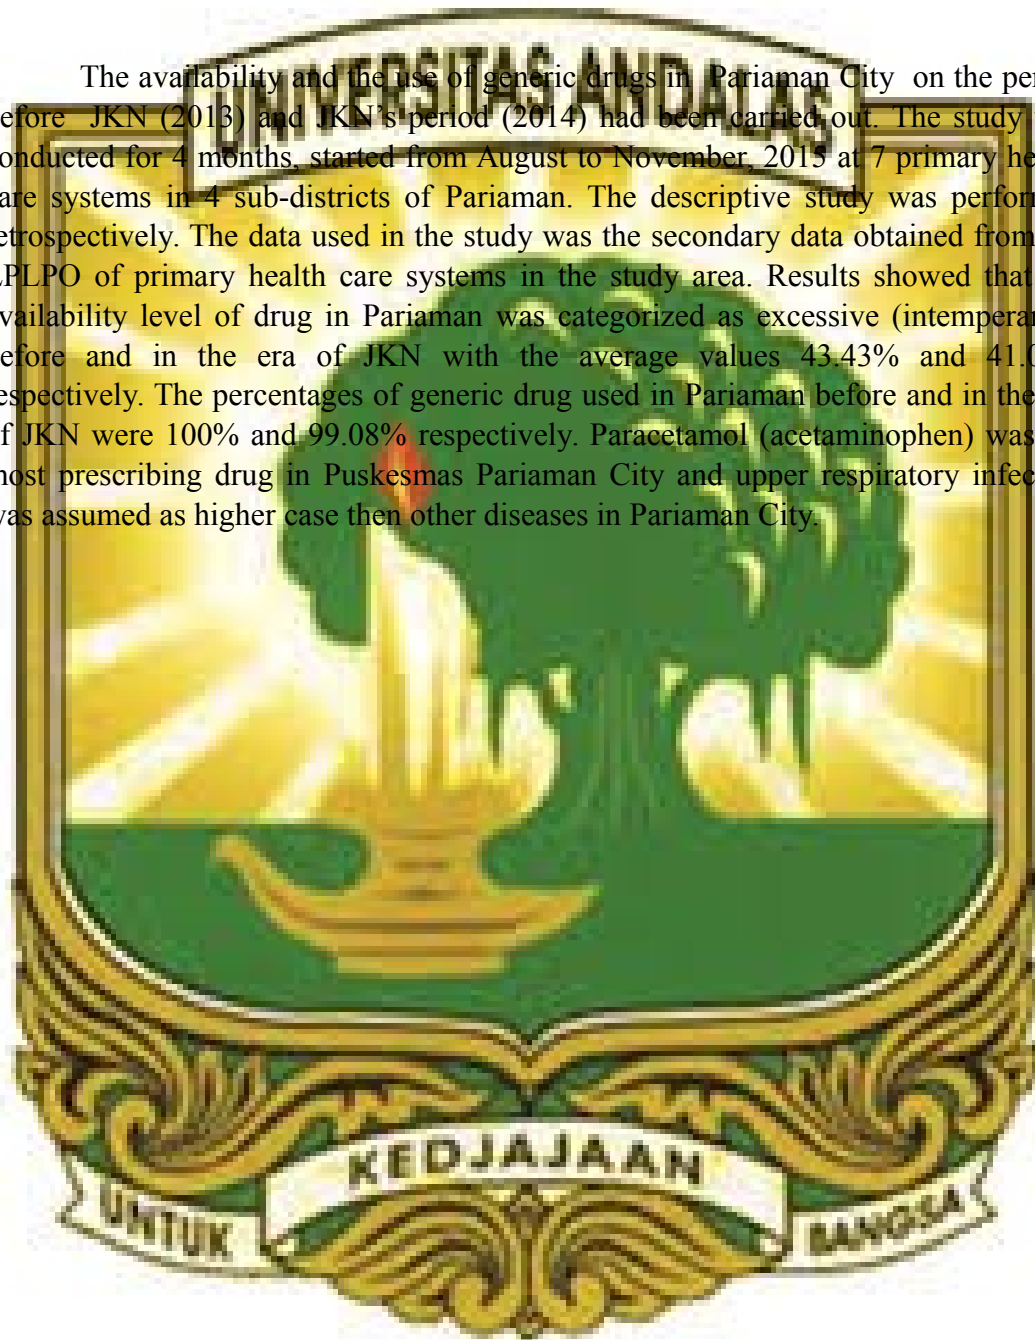 UNIVERSITAS ANDALAS
The availability and the use of generic drugs in Pariaman City on the per
efore JKN (2013) and JKN's period (2014) had been carried out. The study
onducted for 4 months, started from August to November, 2015 at 7 primary he
are systems in 4 sub-districts of Pariaman. The descriptive study was perform
etrospectively. The data used in the study was the secondary data obtained from
LPLPO of primary health care systems in the study area. Results showed that
vailability level of drug in Pariaman was categorized as excessive (intemperan
efore and in the era of JKN with the average values 43.43% and 41.0
espectively. The percentages of generic drug used in Pariaman before and in the
f JKN were 100% and 99.08% respectively. Paracetamol (acetaminophen) was
most prescribing drug in Puskesmas Pariaman City and upper respiratory infec
was assumed as higher case then other diseases in Pariaman City.
UNTUK KEDJAJAAN BANGSA